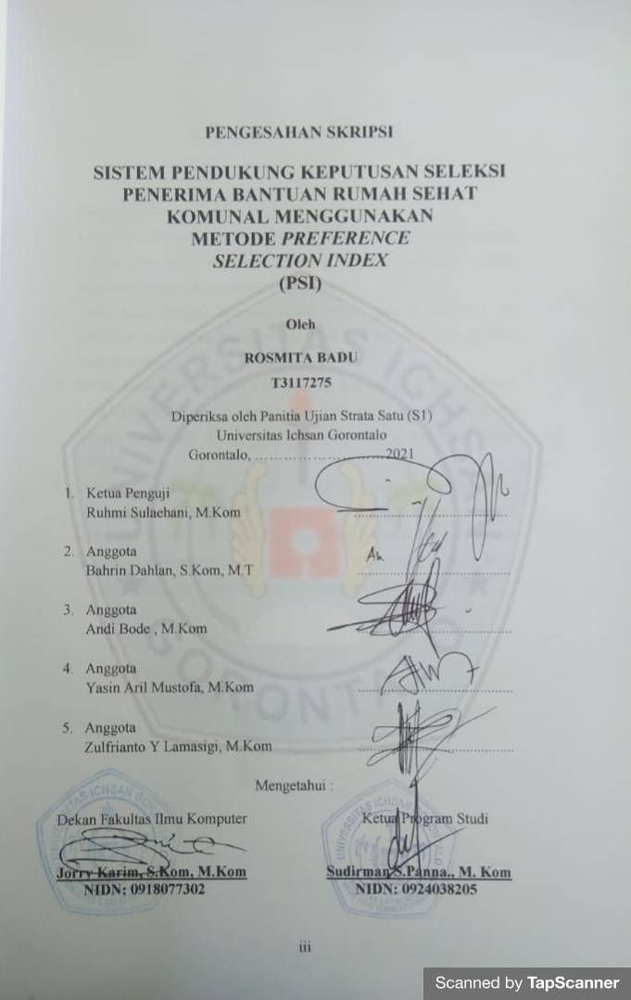 PENGESAHAN SKRIPSI
SISTEM PENDUKUNG KEPUTUSAN SELEKSI
PENERIMA BANTUAN RUMAH SEHAT
KOMUNAL MENGGUNAKAN
METODE PREFERENCE
SELECTION INDEX
(PSI)
Oleh
ROSMITA BADU
T3117275
Diperiksa oleh Panitia Ujian Strata Satu (S1)
Universitas Ichsan Gorontalo
Gorontalo, ..............................2021
1. Ketua Penguji
Ruhmi Sulaehani, M.Kom
2. Anggota
Bahrin Dahlan, S.Kom, M.T
An
3. Anggota
Andi Bode , M.Kom
4. Anggota
Yasin Aril Mustofa, M.Kom
5. Anggota
Zulfrianto Y Lamasigi, M.Kom
Mengetahui :
Dekan Fakultas Ilmu Komputer
Jorry Karim, S.Kom, M.Kom
NIDN: 0918077302
Ketua Program Studi
Sudirman S.Panna., M. Kom
NIDN: 0924038205
UNIVERSITAS ICHSAN
GORONTALO
iii
Scanned by TapScanner